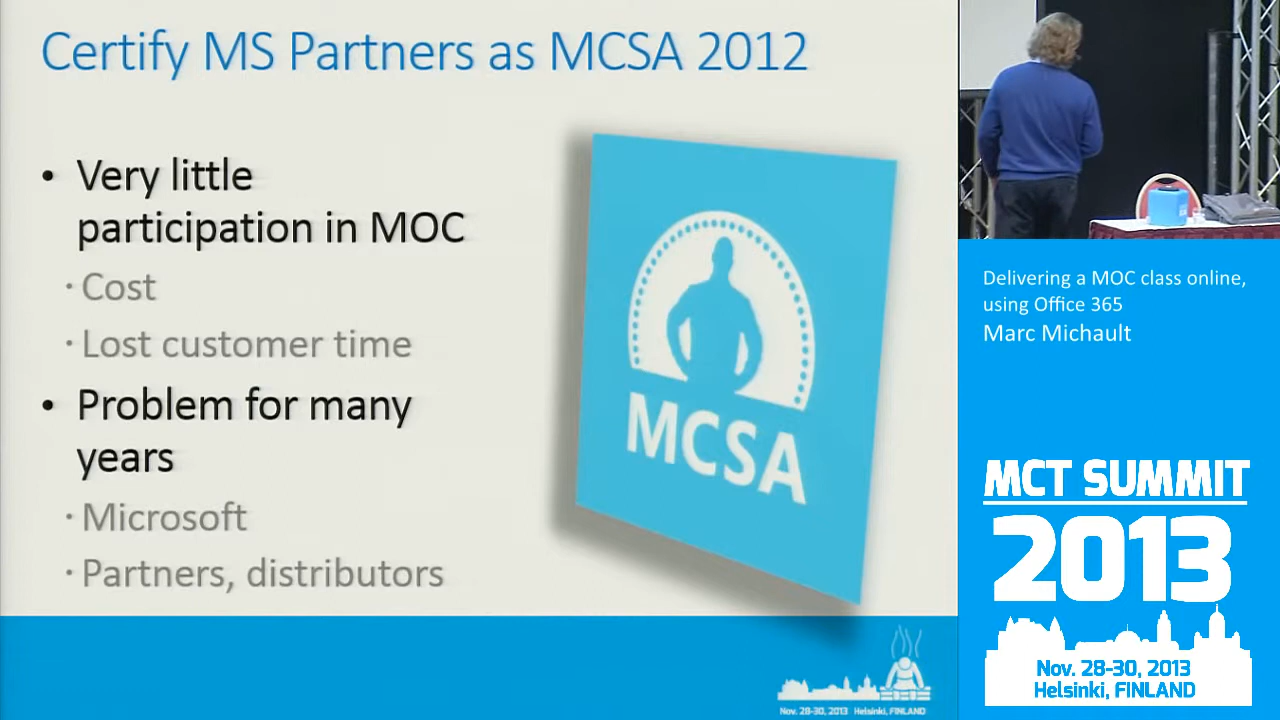 Certify MS Partners as MCSA 2012
• Very little
participation in MOC
· Cost
· Lost customer time
• Problem for many
years
· Microsoft
· Partners, distributors
MCSA
Nov. 28-30, 2013 Helsinki, FINLAND
Delivering a MOC class online,
using Office 365
Marc Michault
MCT SUMMIT
2013
Nov. 28-30, 2013
Helsinki, FINLAND